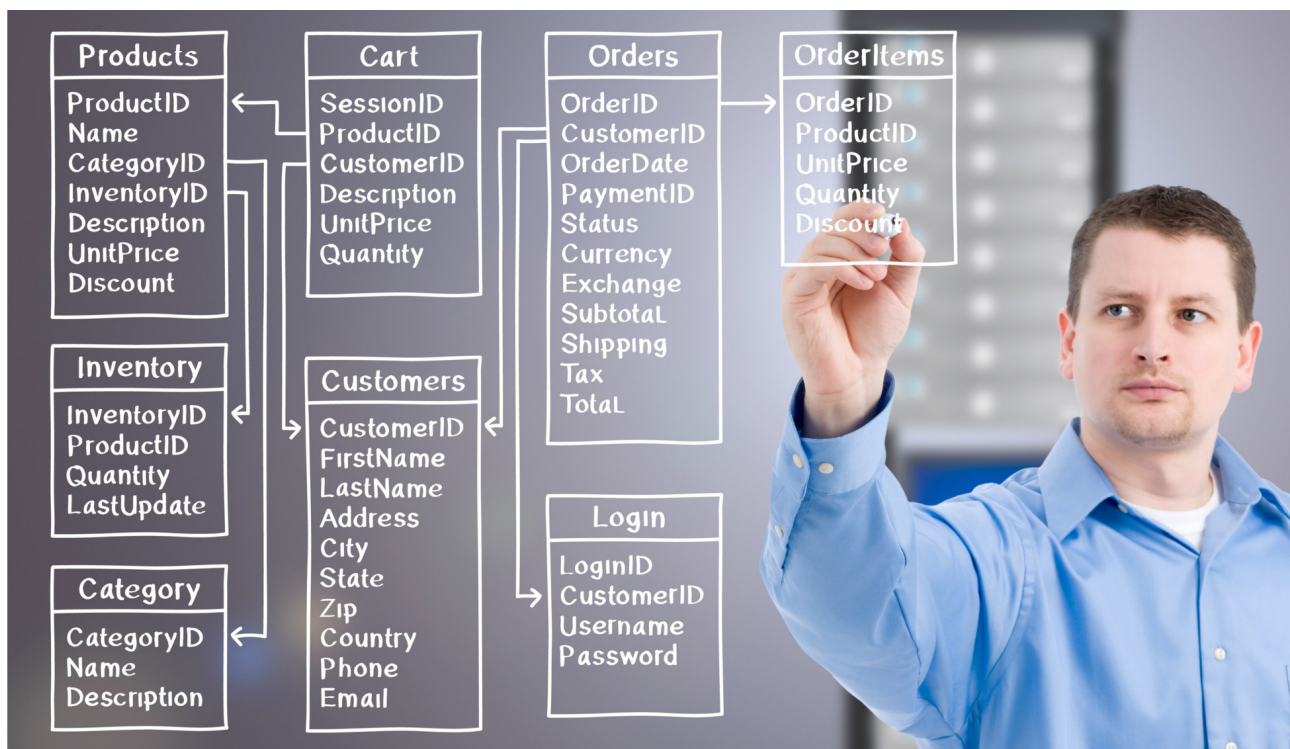 Products
ProductID
Name
CategoryID
InventoryID
Description
UnitPrice
Discount
Inventory
InventoryID
ProductID
Quantity
LastUpdate
Category
CategoryID
Name
Description
Cart
SessionID
ProductID
CustomerID
Description
UnitPrice
Quantity
Customers
CustomerID
FirstName
LastName
Address
City
State
Zip
Country
Phone
Email
Orders
OrderID
CustomerID
OrderDate
PaymentID
Status
Currency
Exchange
Subtotal
Shipping
Tax
Total
Login
LoginID
CustomerID
Username
Password
OrderItems
OrderID
ProductID
UnitPrice
Quantity
Discount